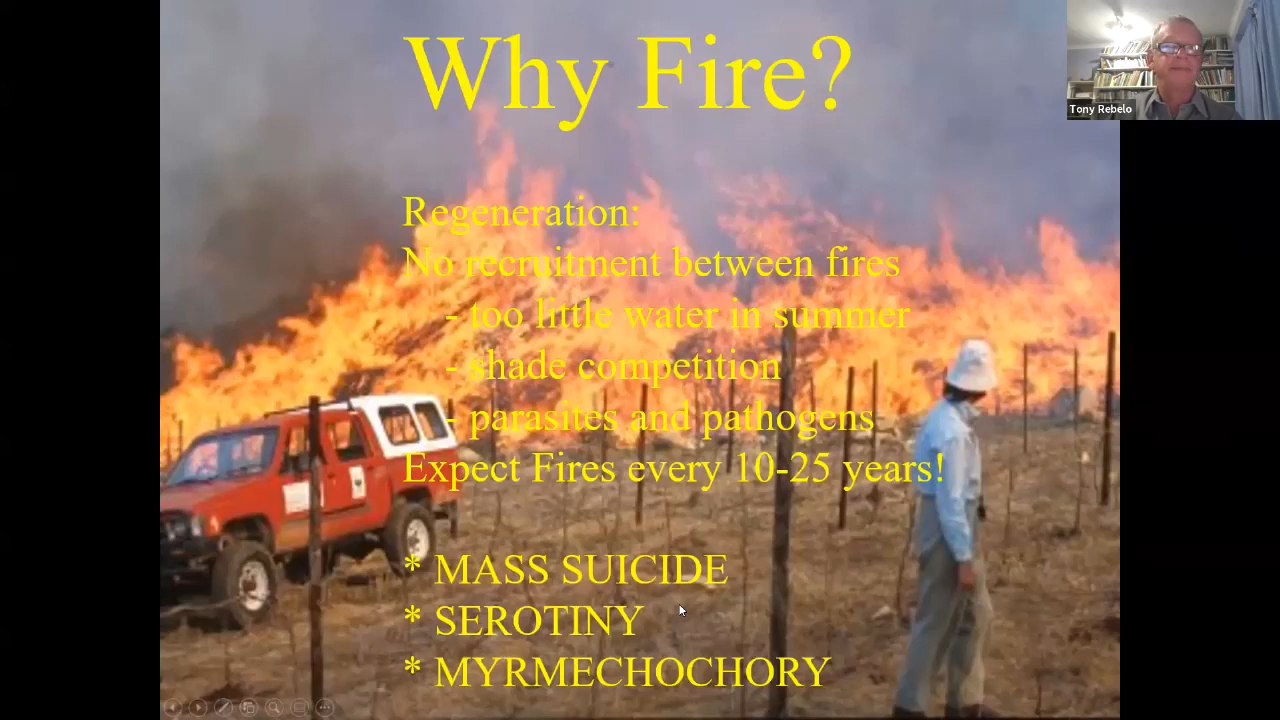 Why Fire?
Tony Rebelo
Regeneration:
No recruitment between fires
- too little water in summer
- shade competition
- parasites and pathogens
Expect Fires every 10-25 years!
* MASS SUICIDE
* SEROTINY
* MYRMECHOCHORY